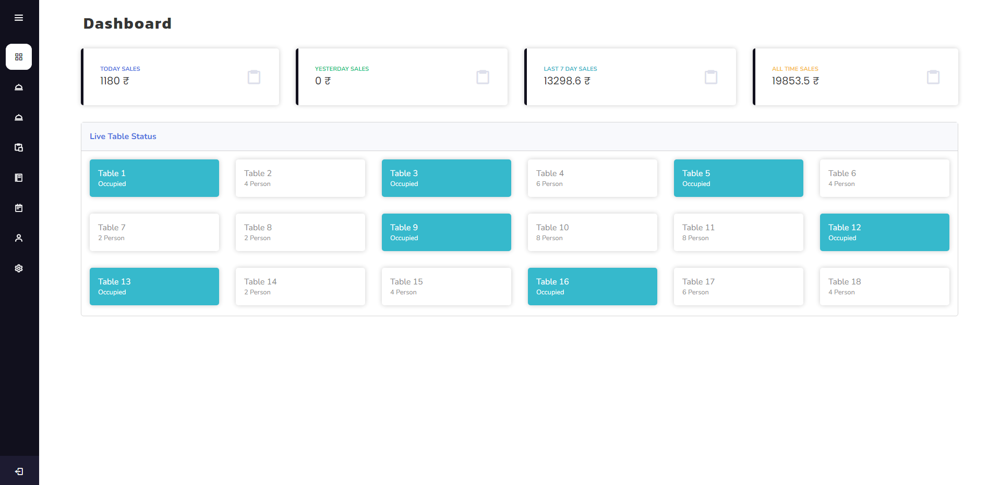 Dashboard
TODAY SALES
1180 ₹
YESTERDAY SALES
0 ₹
LAST 7 DAY SALES
13298.6 ₹
ALL TIME SALES
19853.5 ₹
Live Table Status
Table 1
Occupied
Table 2
4 Person
Table 3
Occupied
Table 4
6 Person
Table 5
Occupied
Table 6
4 Person
Table 7
2 Person
Table 8
2 Person
Table 9
Occupied
Table 10
8 Person
Table 11
8 Person
Table 12
Occupied
Table 13
Occupied
Table 14
2 Person
Table 15
4 Person
Table 16
Occupied
Table 17
6 Person
Table 18
4 Person